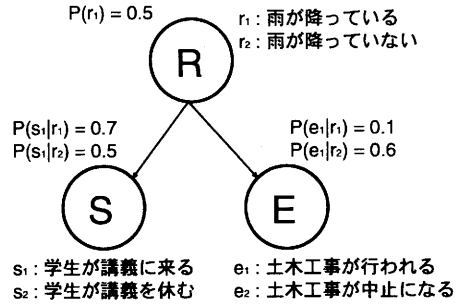 P(r₁) = 0.5
r₁ : 雨が降っている
r₂ : 雨が降っていない
R
P(s₁|r₁) = 0.7
P(s₁|r₂) = 0.5
P(e₁|r₁) = 0.1
P(e₁|r₂) = 0.6
S
E
s₁ : 学生が講義に来る
s₂ : 学生が講義を休む
e₁ : 土木工事が行われる
e₂ : 土木工事が中止になる